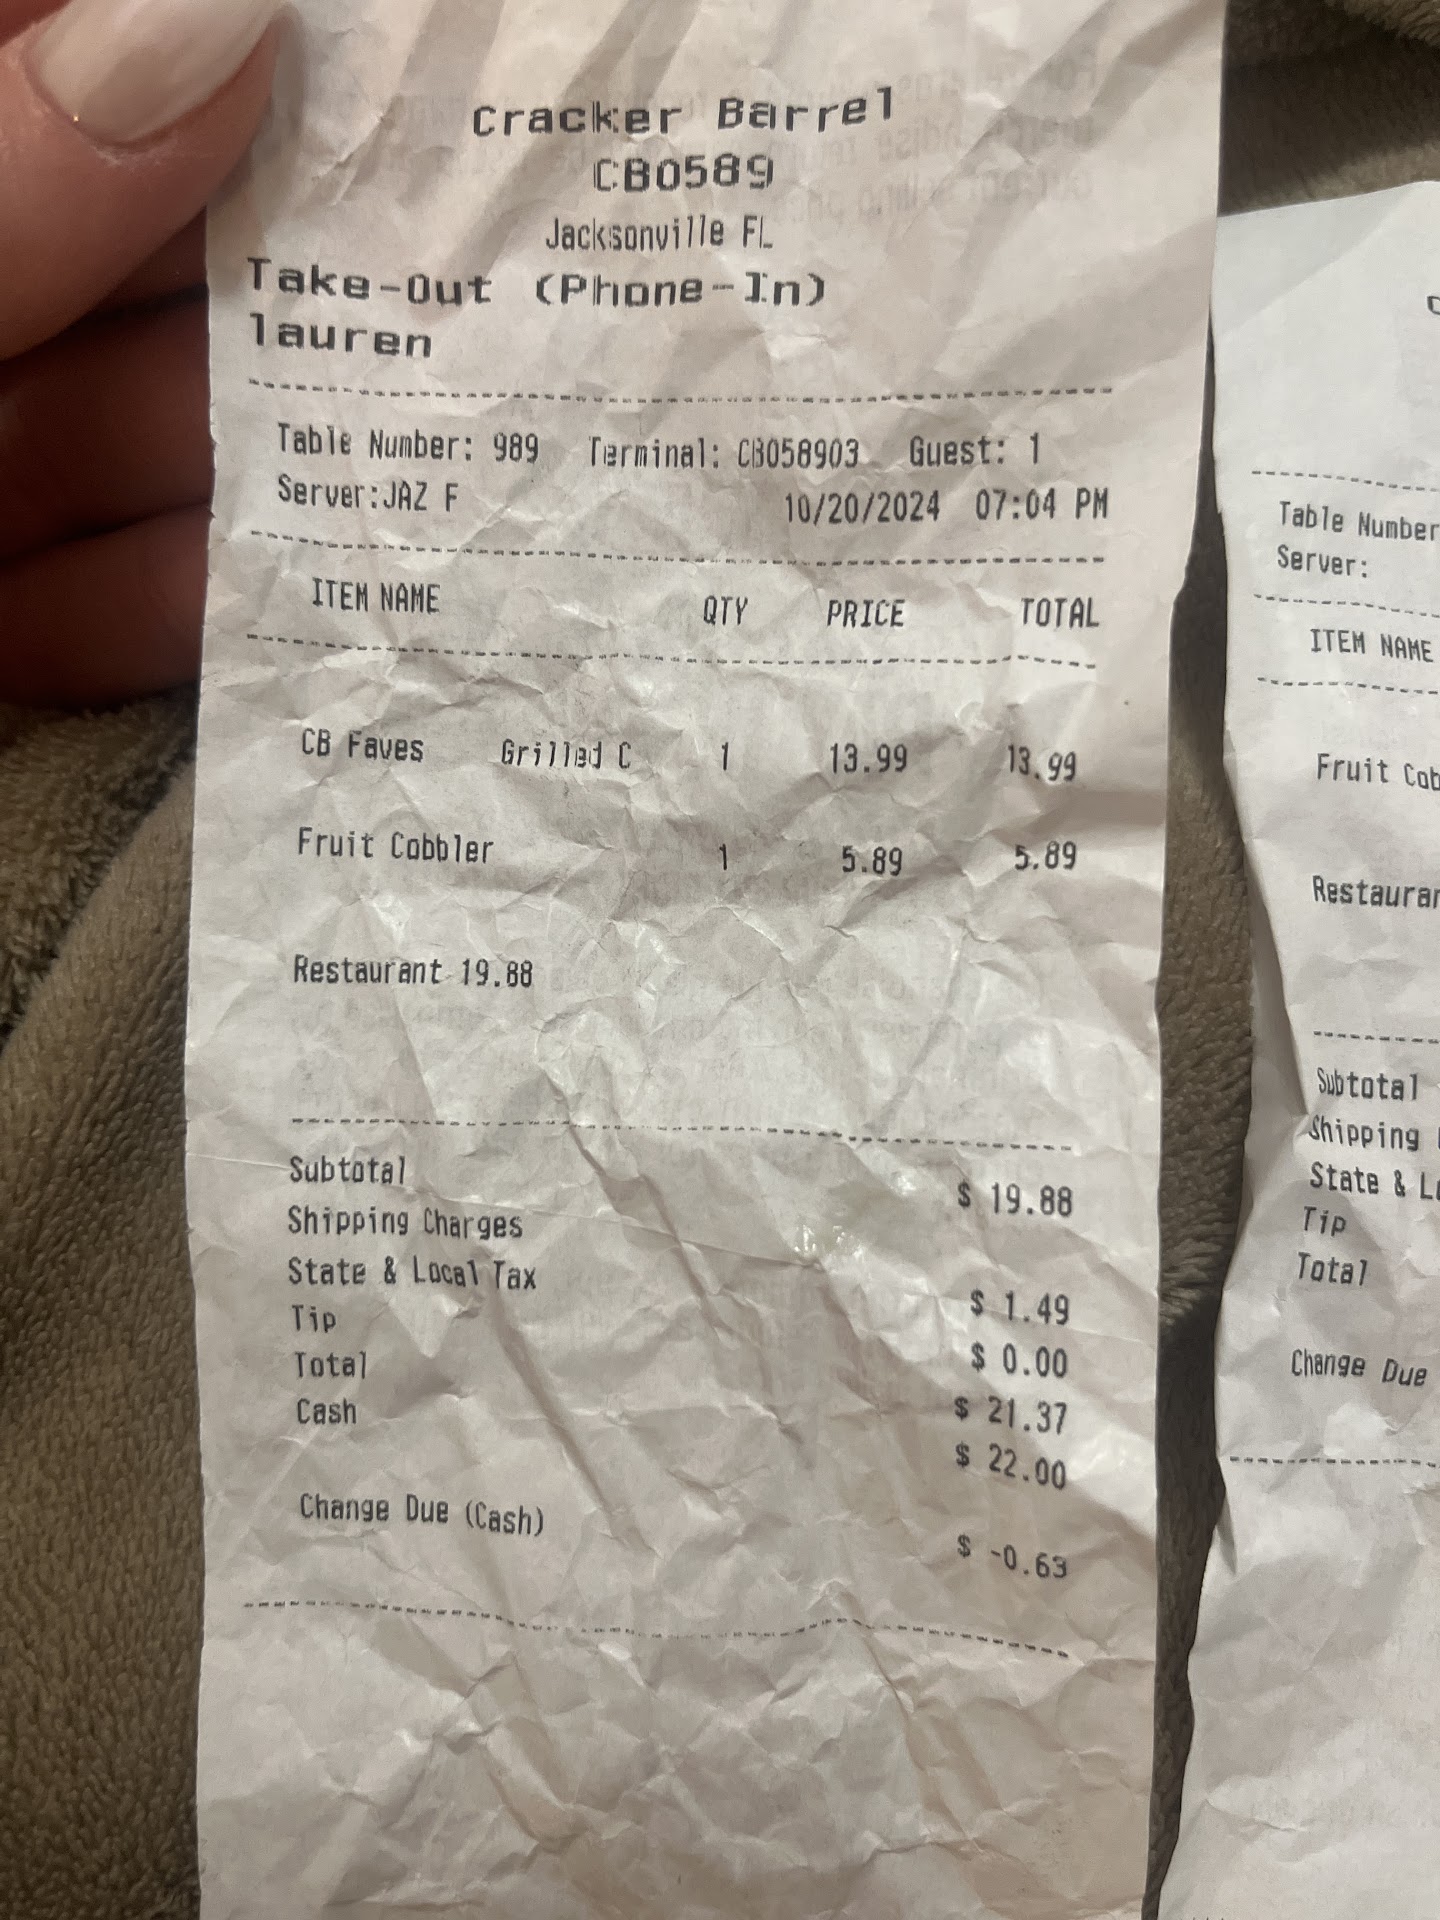 Cracker Barrel
CB0589
Jacksonville FL
Take-Out (Phone-In)
lauren
Table Number: 989 Terminal: CB058903 Guest: 1
Server:JAZ F 10/20/2024 07:04 PM
ITEM NAME QTY PRICE TOTAL
CB Faves Grilled C 1 13.99 13.99
Fruit Cobbler 1 5.89 5.89
Restaurant 19.88
Subtotal $ 19.88
Shipping Charges
State & Local Tax $ 1.49
Tip $ 0.00
Total $ 21.37
Cash $ 22.00
Change Due (Cash) $ -0.63
Table Number
Server:
ITEM NAME
Fruit Cob
Restauran
Subtotal
Shipping
State & Lo
Tip
Total
Change Due